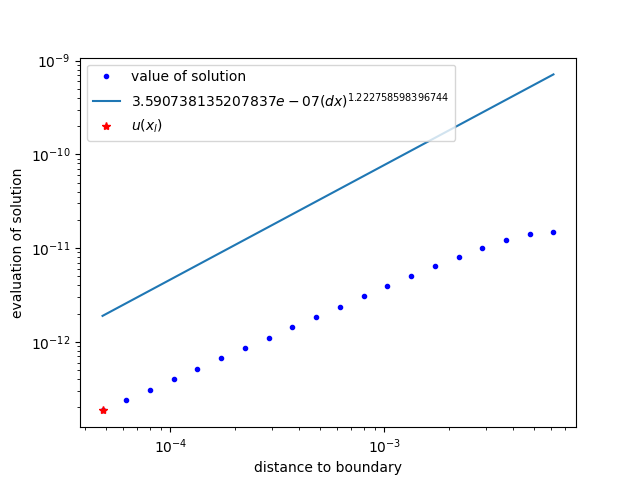 10⁻⁹
value of solution
3.590738135207837e − 07(dx)¹·²²²⁷⁵⁸⁵⁹⁸³⁹⁶⁷⁴⁴
u(xₗ)
10⁻¹⁰
10⁻¹¹
10⁻¹²
evaluation of solution
10⁻⁴
10⁻³
distance to boundary